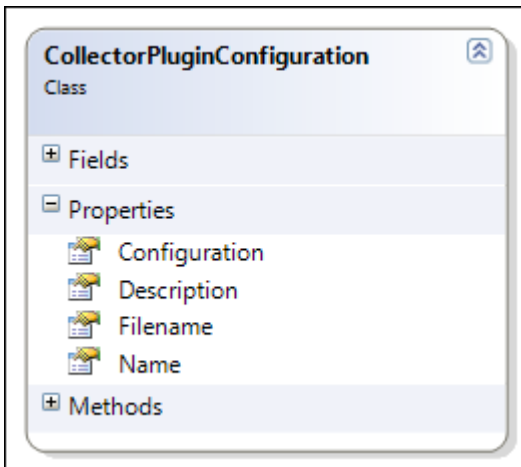 CollectorPluginConfiguration
Class
Fields
Properties
Configuration
Description
Filename
Name
Methods